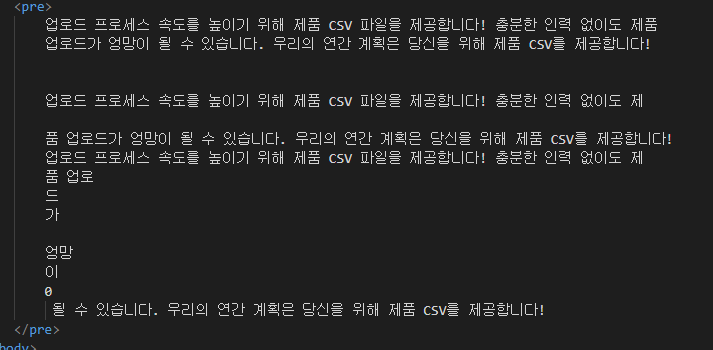 <pre>
업로드 프로세스 속도를 높이기 위해 제품 CSV 파일을 제공합니다! 충분한 인력 없이도 제품
업로드가 엉망이 될 수 있습니다. 우리의 연간 계획은 당신을 위해 제품 CSV를 제공합니다!
업로드 프로세스 속도를 높이기 위해 제품 CSV 파일을 제공합니다! 충분한 인력 없이도 제
품 업로드가 엉망이 될 수 있습니다. 우리의 연간 계획은 당신을 위해 제품 CSV를 제공합니다!
업로드 프로세스 속도를 높이기 위해 제품 CSV 파일을 제공합니다! 충분한 인력 없이도 제
품 업로
드
가
엉망
이
0
될 수 있습니다. 우리의 연간 계획은 당신을 위해 제품 CSV를 제공합니다!
</pre>
body>